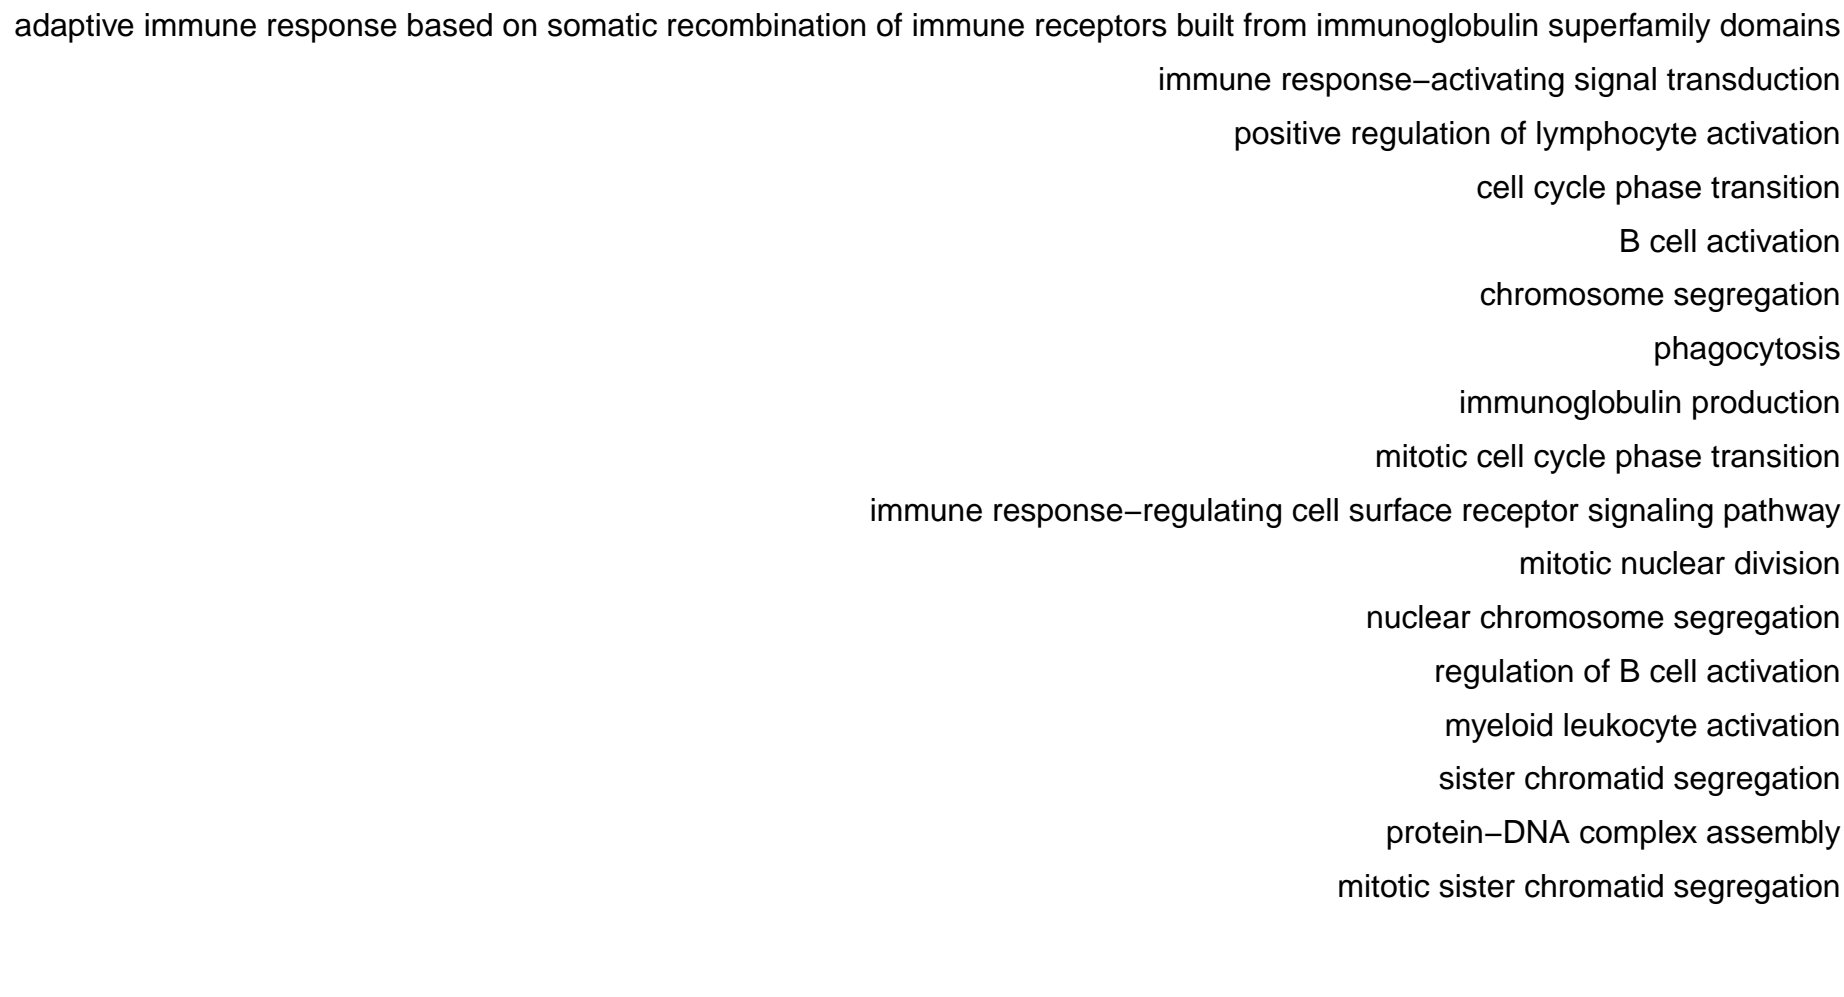 adaptive immune response based on somatic recombination of immune receptors built from immunoglobulin superfamily domains
immune response−activating signal transduction
positive regulation of lymphocyte activation
cell cycle phase transition
B cell activation
chromosome segregation
phagocytosis
immunoglobulin production
mitotic cell cycle phase transition
immune response−regulating cell surface receptor signaling pathway
mitotic nuclear division
nuclear chromosome segregation
regulation of B cell activation
myeloid leukocyte activation
sister chromatid segregation
protein−DNA complex assembly
mitotic sister chromatid segregation